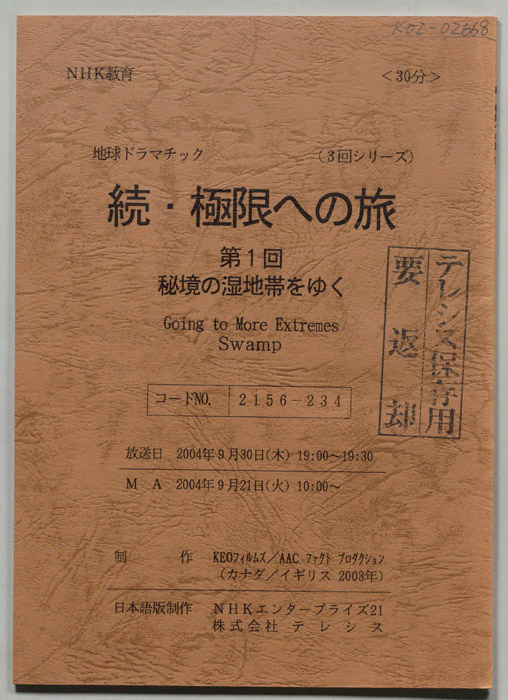 K02-02668
NHK教育 <30分>
地球ドラマチック (3回シリーズ)
続・極限への旅
第1回
秘境の湿地帯をゆく
Going to More Extremes
Swamp
コードNO. 2156-234
テレシス保存用
要返却
放送日 2004年9月30日(木) 19:00〜19:30
M A 2004年9月21日(火) 10:00〜
制作 KEOフィルムズ/AAC ファクト プロダクション
(カナダ/イギリス 2003年)
日本語版制作 NHKエンタープライズ21
株式会社 テレシス